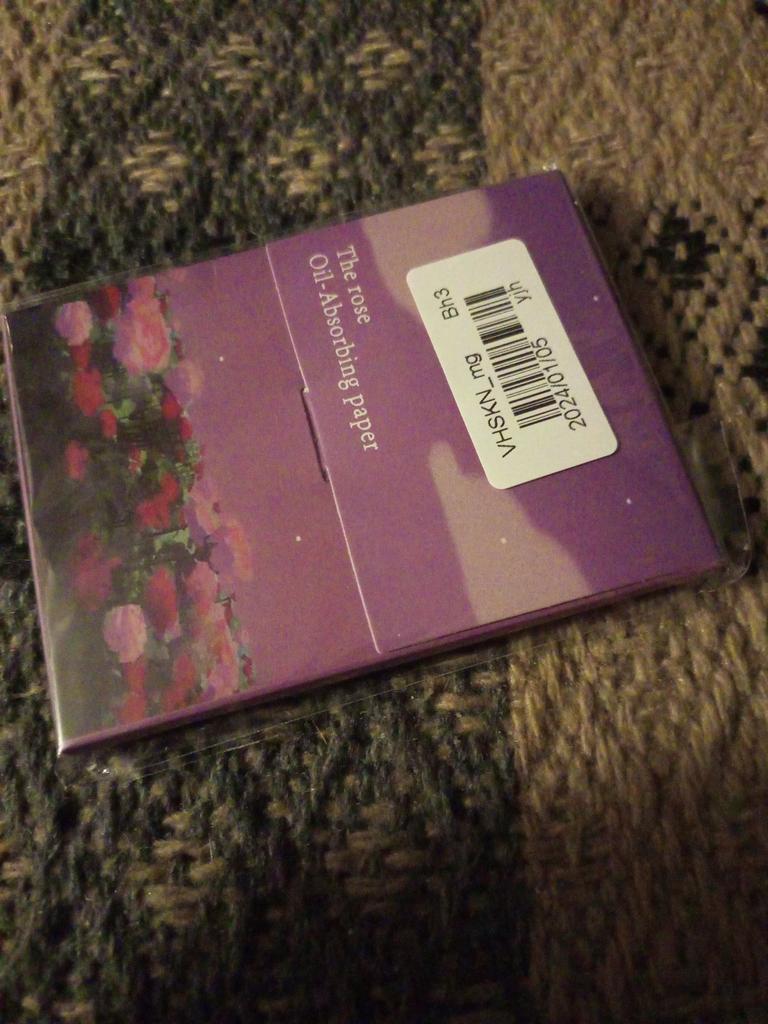 The rose
Oil-Absorbing paper
VHSKN_mg
Bh3
2024/01/05
yjh